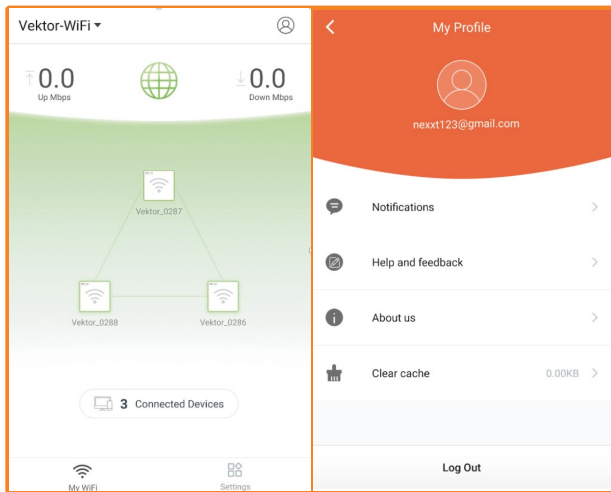 Vektor-WiFi
0.0
Up Mbps
0.0
Down Mbps
Vektor_0287
Vektor_0288
Vektor_0286
3 Connected Devices
My WiFi
Settings
My Profile
nexxt123@gmail.com
Notifications
Help and feedback
About us
Clear cache 0.00KB
Log Out